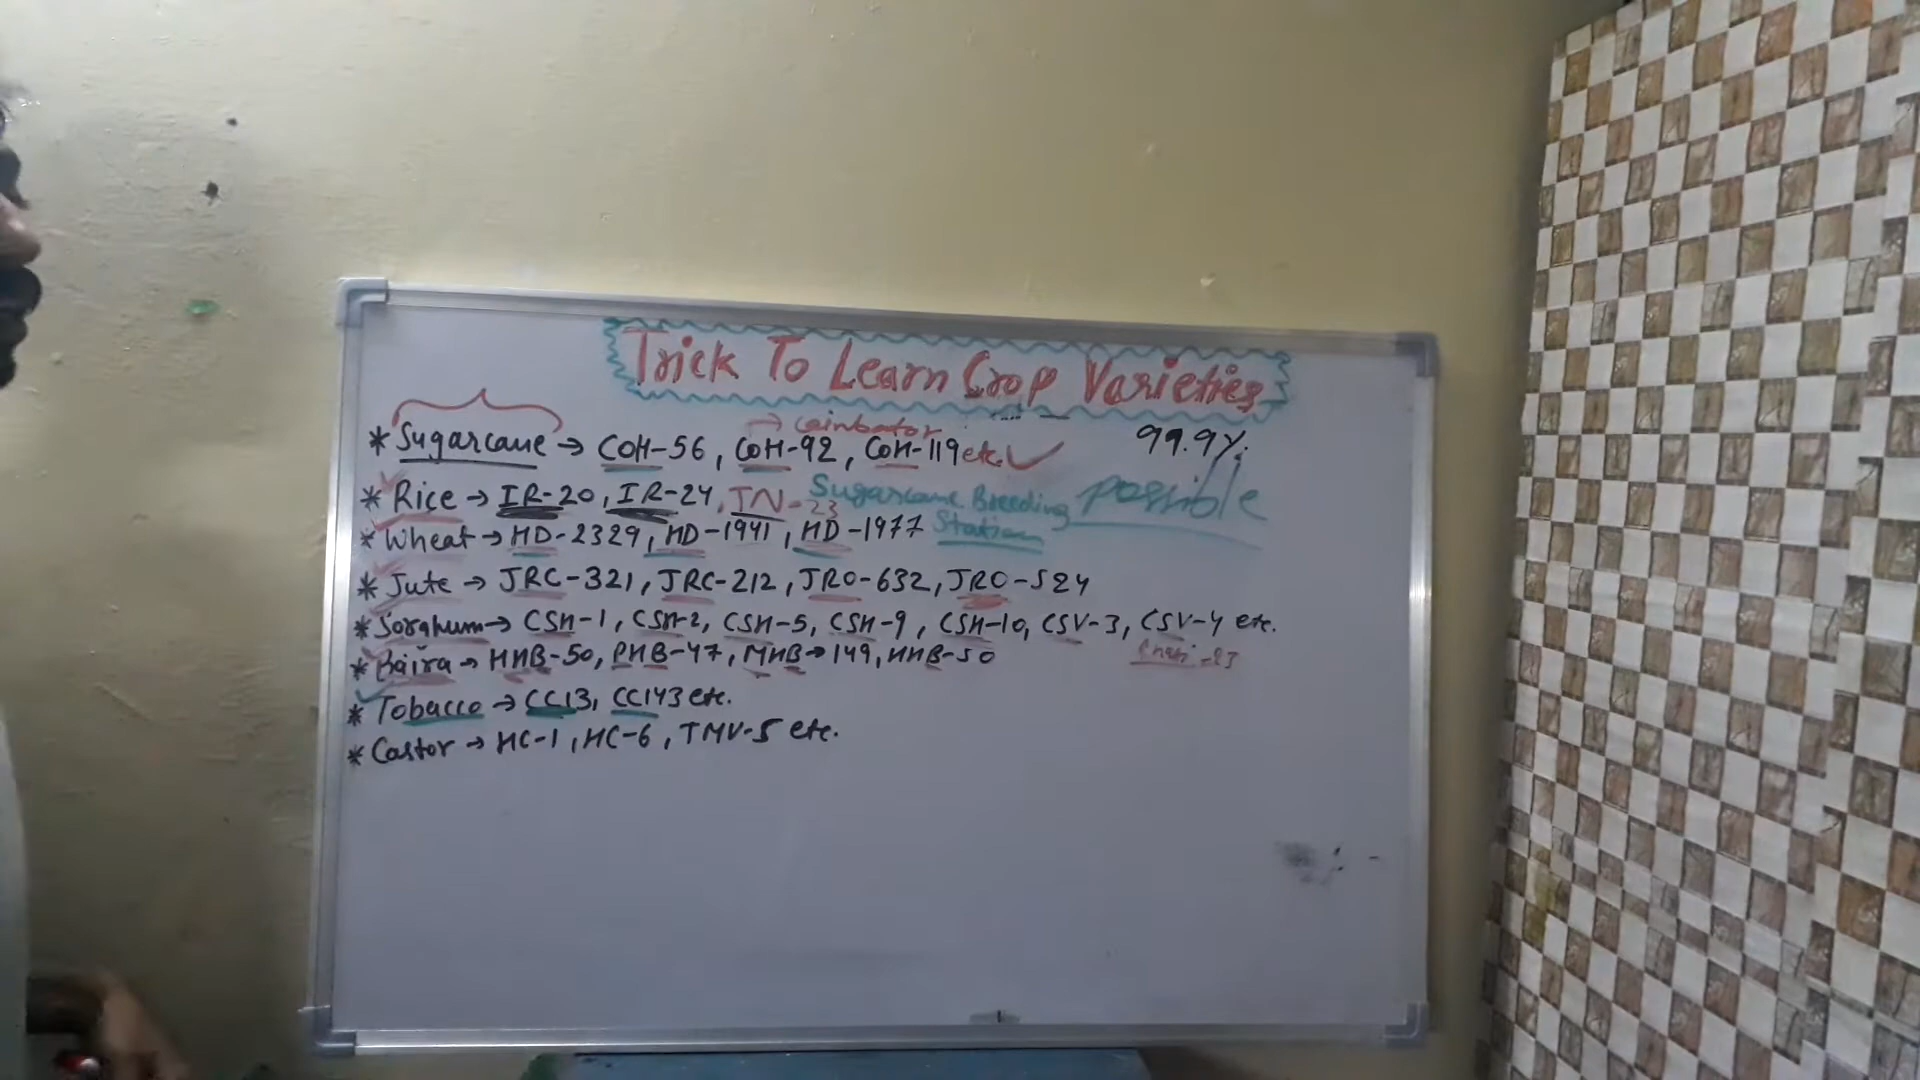 Trick To Learn Crop Varieties
→ Coinbator
* Sugarcane → COH-56, CoH-92, CoH-119 etc. ✓ 99.9%.
* Rice → IR-20, IR-24, TN-23 Sugarcane Breeding Station possible
* Wheat → HD-2329, HD-1941, HD-1977
* Jute → JRC-321, JRC-212, JRO-632, JRO-524
* Sorghum → CSH-1, CSH-2, CSH-5, CSH-9, CSH-10, CSV-3, CSV-4 etc.
* Bajra → HHB-50, PHB-47, MHB→149, HHB-50
* Tobacco → CC13, CC143 etc.
* Castor → HC-1, HC-6, TMV-5 etc.